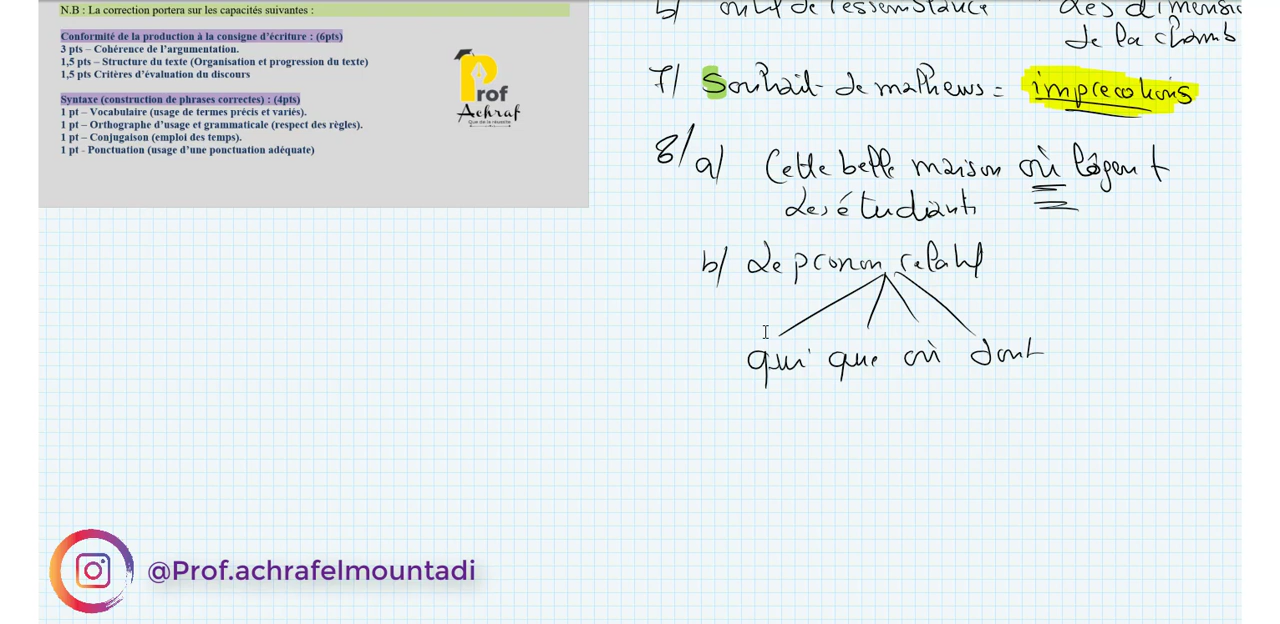 N.B : La correction portera sur les capacités suivantes :
Conformité de la production à la consigne d'écriture : (6pts)
3 pts – Cohérence de l'argumentation.
1,5 pts – Structure du texte (Organisation et progression du texte)
1,5 pts Critères d'évaluation du discours
Syntaxe (construction de phrases correctes) : (4pts)
1 pt – Vocabulaire (usage de termes précis et variés).
1 pt – Orthographe d'usage et grammaticale (respect des règles).
1 pt – Conjugaison (emploi des temps).
1 pt - Ponctuation (usage d'une ponctuation adéquate)
Prof
Achraf
b/
des dimensi
de la chamb
7/ Souhait de mathews = imprecations
8/ a) Cette belle maison où logent
des étudiants
b/ Le pronom relatif
qui que où dont
@Prof.achrafelmountadi